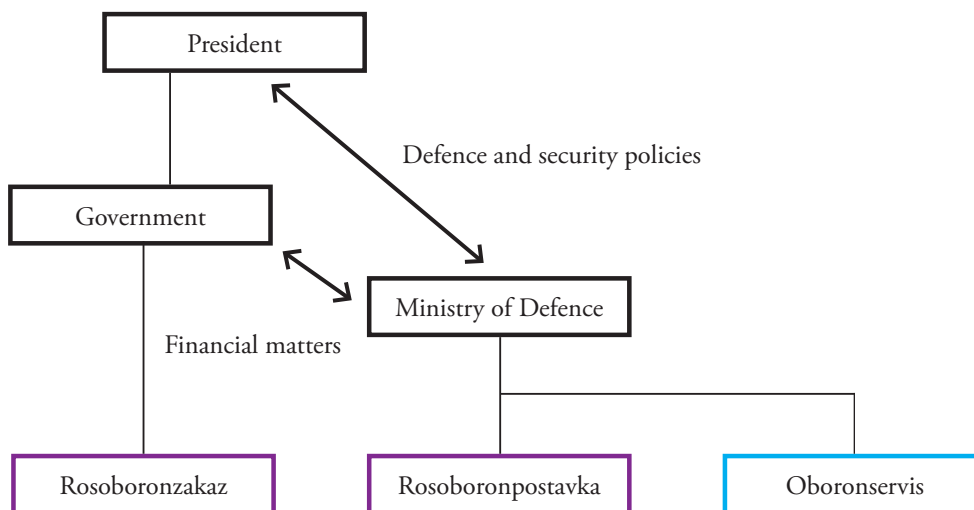 President
Defence and security policies
Government
Ministry of Defence
Financial matters
Rosoboronzakaz
Rosoboronpostavka
Oboronservis